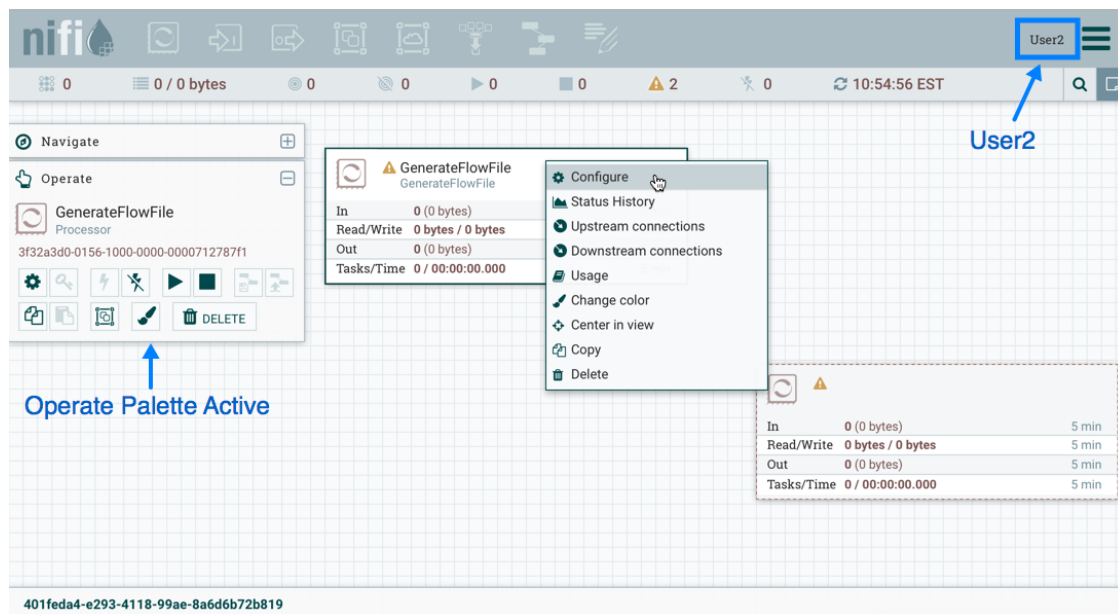 nifi
User2
0
0 / 0 bytes
0
0
0
0
2
0
10:54:56 EST
User2
Navigate
Operate
GenerateFlowFile
Processor
3f32a3d0-0156-1000-0000-0000712787f1
DELETE
Operate Palette Active
GenerateFlowFile
GenerateFlowFile
In 0 (0 bytes)
Read/Write 0 bytes / 0 bytes
Out 0 (0 bytes)
Tasks/Time 0 / 00:00:00.000
Configure
Status History
Upstream connections
Downstream connections
Usage
Change color
Center in view
Copy
Delete
In 0 (0 bytes) 5 min
Read/Write 0 bytes / 0 bytes 5 min
Out 0 (0 bytes) 5 min
Tasks/Time 0 / 00:00:00.000 5 min
401feda4-e293-4118-99ae-8a6d6b72b819